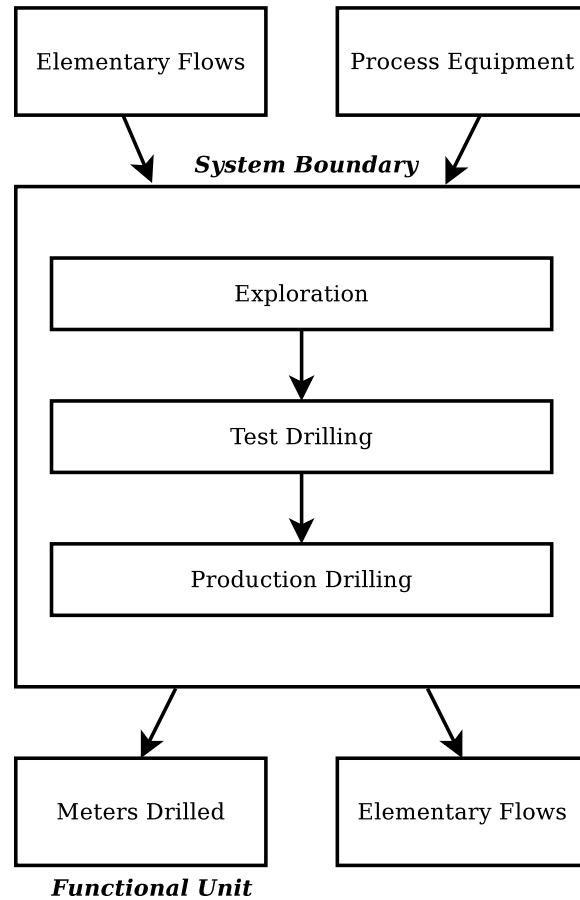 Elementary Flows
Process Equipment
System Boundary
Exploration
Test Drilling
Production Drilling
Meters Drilled
Elementary Flows
Functional Unit